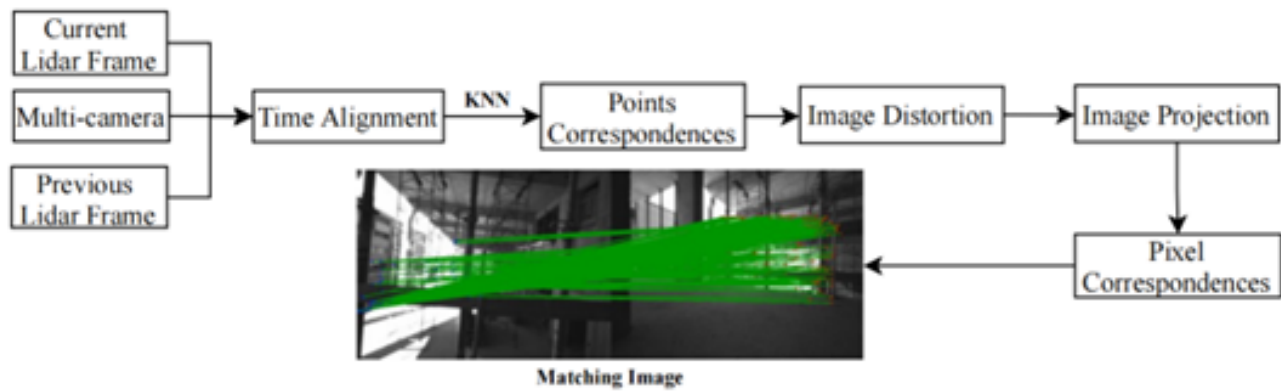 Current
Lidar Frame
Multi-camera
Previous
Lidar Frame
Time Alignment
KNN
Points
Correspondences
Image Distortion
Image Projection
Pixel
Correspondences
Matching Image